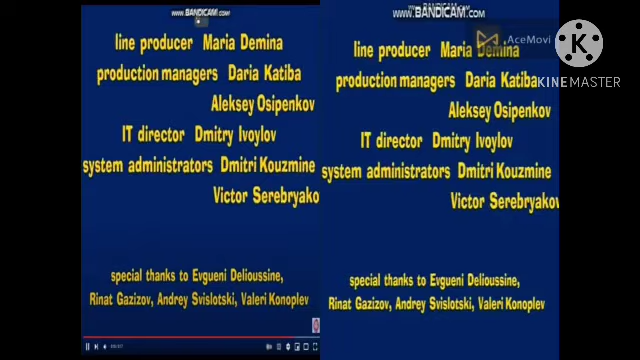 www.BANDICAM.com
line producer Maria Demina
production managers Daria Katiba
Aleksey Osipenkov
IT director Dmitry Ivoylov
system administrators Dmitri Kouzmine
Victor Serebryako
special thanks to Evgueni Delioussine,
Rinat Gazizov, Andrey Svislotski, Valeri Konoplev
www.BANDICAM.com
AceMovi
KINEMASTER
line producer Maria Demina
production managers Daria Katiba
Aleksey Osipenkov
IT director Dmitry Ivoylov
system administrators Dmitri Kouzmine
Victor Serebryakov
special thanks to Evgueni Delioussine,
Rinat Gazizov, Andrey Svislotski, Valeri Konoplev